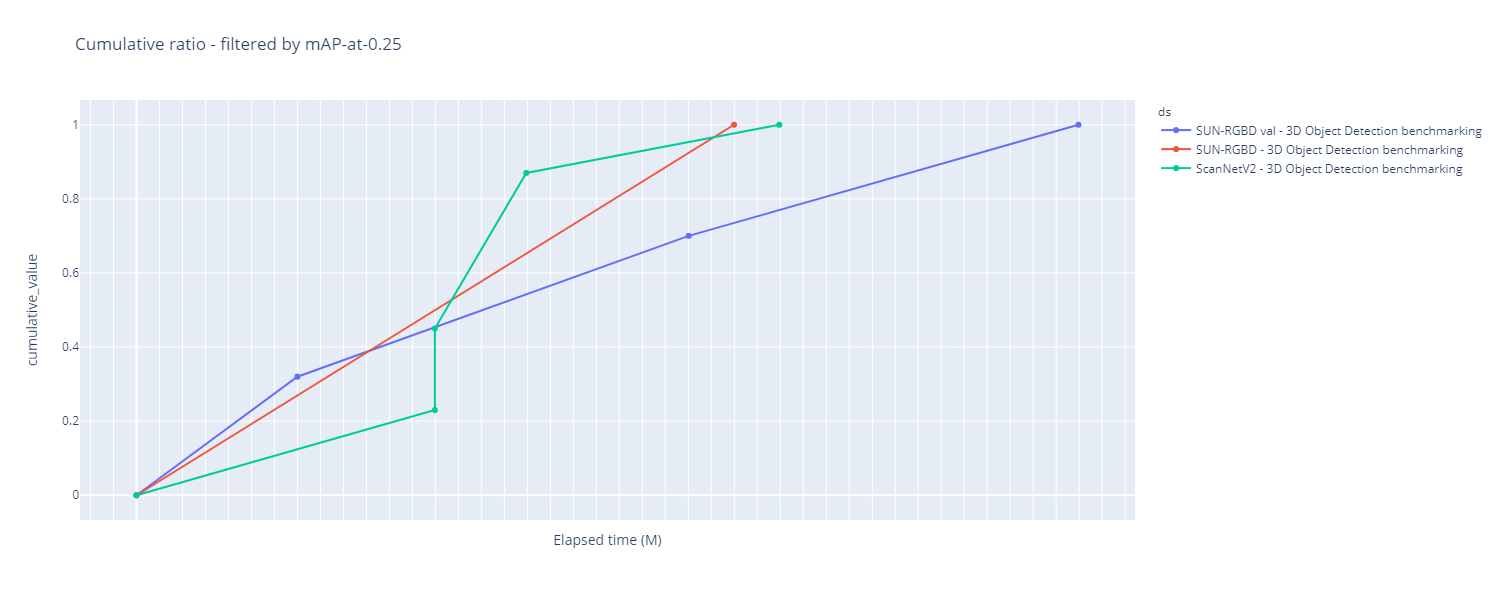 Cumulative ratio - filtered by mAP-at-0.25
ds
SUN-RGBD val - 3D Object Detection benchmarking
SUN-RGBD - 3D Object Detection benchmarking
ScanNetV2 - 3D Object Detection benchmarking
cumulative_value
1
0.8
0.6
0.4
0.2
0
Elapsed time (M)